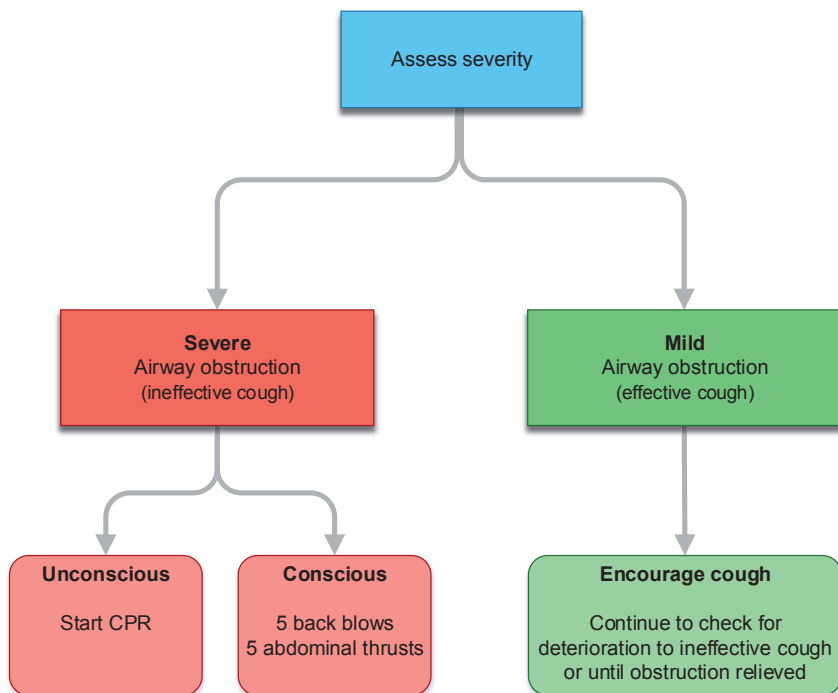 Assess severity
Severe
Airway obstruction
(ineffective cough)
Mild
Airway obstruction
(effective cough)
Unconscious
Start CPR
Conscious
5 back blows
5 abdominal thrusts
Encourage cough
Continue to check for
deterioration to ineffective cough
or until obstruction relieved